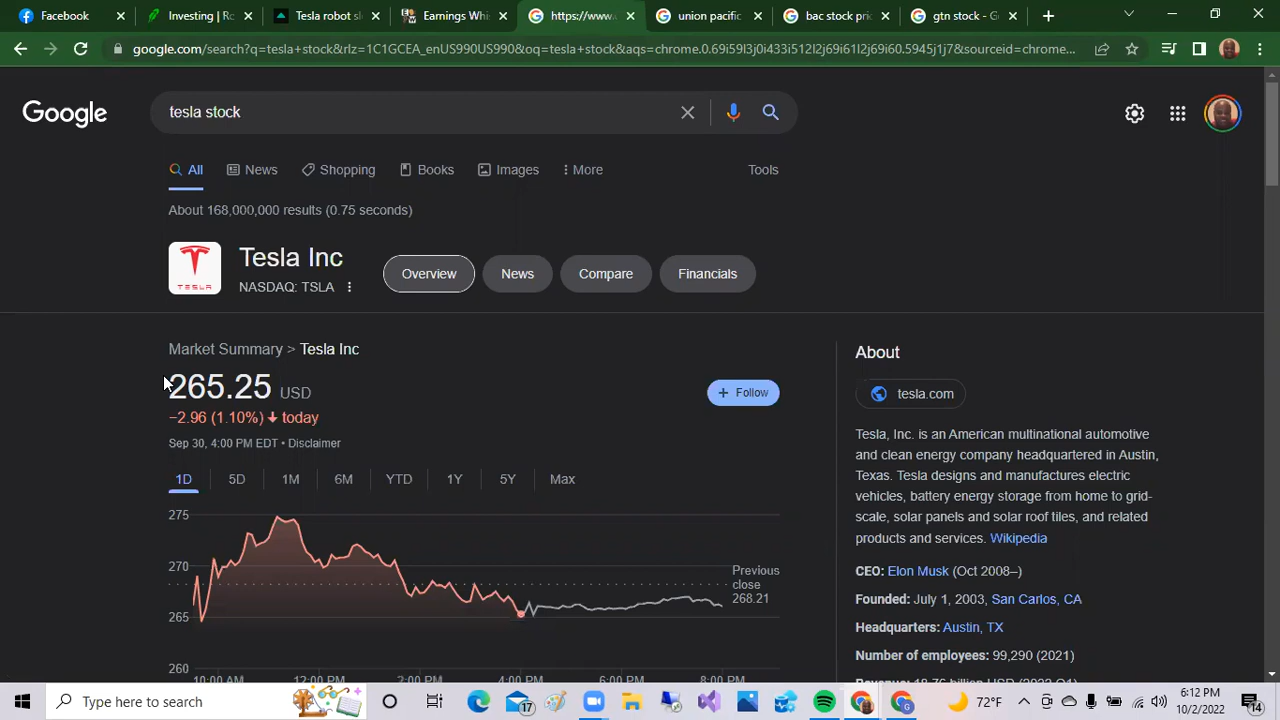 Facebook
Investing | Ro
Tesla robot sl
Earnings Whis
https://www.
union pacific
bac stock pric
gtn stock - Go
google.com/search?q=tesla+stock&rlz=1C1GCEA_enUS990US990&oq=tesla+stock&aqs=chrome.0.69i59l3j0i433i512l2j69i61l2j69i60.5945j1j7&sourceid=chrome...
Google
tesla stock
All
News
Shopping
Books
Images
More
Tools
About 168,000,000 results (0.75 seconds)
TESLA
Tesla Inc
NASDAQ: TSLA
Overview
News
Compare
Financials
Market Summary > Tesla Inc
265.25 USD
−2.96 (1.10%) today
Sep 30, 4:00 PM EDT • Disclaimer
+ Follow
1D 5D 1M 6M YTD 1Y 5Y Max
275
270
265
260
Previous
close
268.21
10:00 AM 12:00 PM 2:00 PM 4:00 PM 6:00 PM 8:00 PM
About
tesla.com
Tesla, Inc. is an American multinational automotive
and clean energy company headquartered in Austin,
Texas. Tesla designs and manufactures electric
vehicles, battery energy storage from home to grid-
scale, solar panels and solar roof tiles, and related
products and services. Wikipedia
CEO: Elon Musk (Oct 2008–)
Founded: July 1, 2003, San Carlos, CA
Headquarters: Austin, TX
Number of employees: 99,290 (2021)
Type here to search
17
72°F
6:12 PM
10/2/2022
14